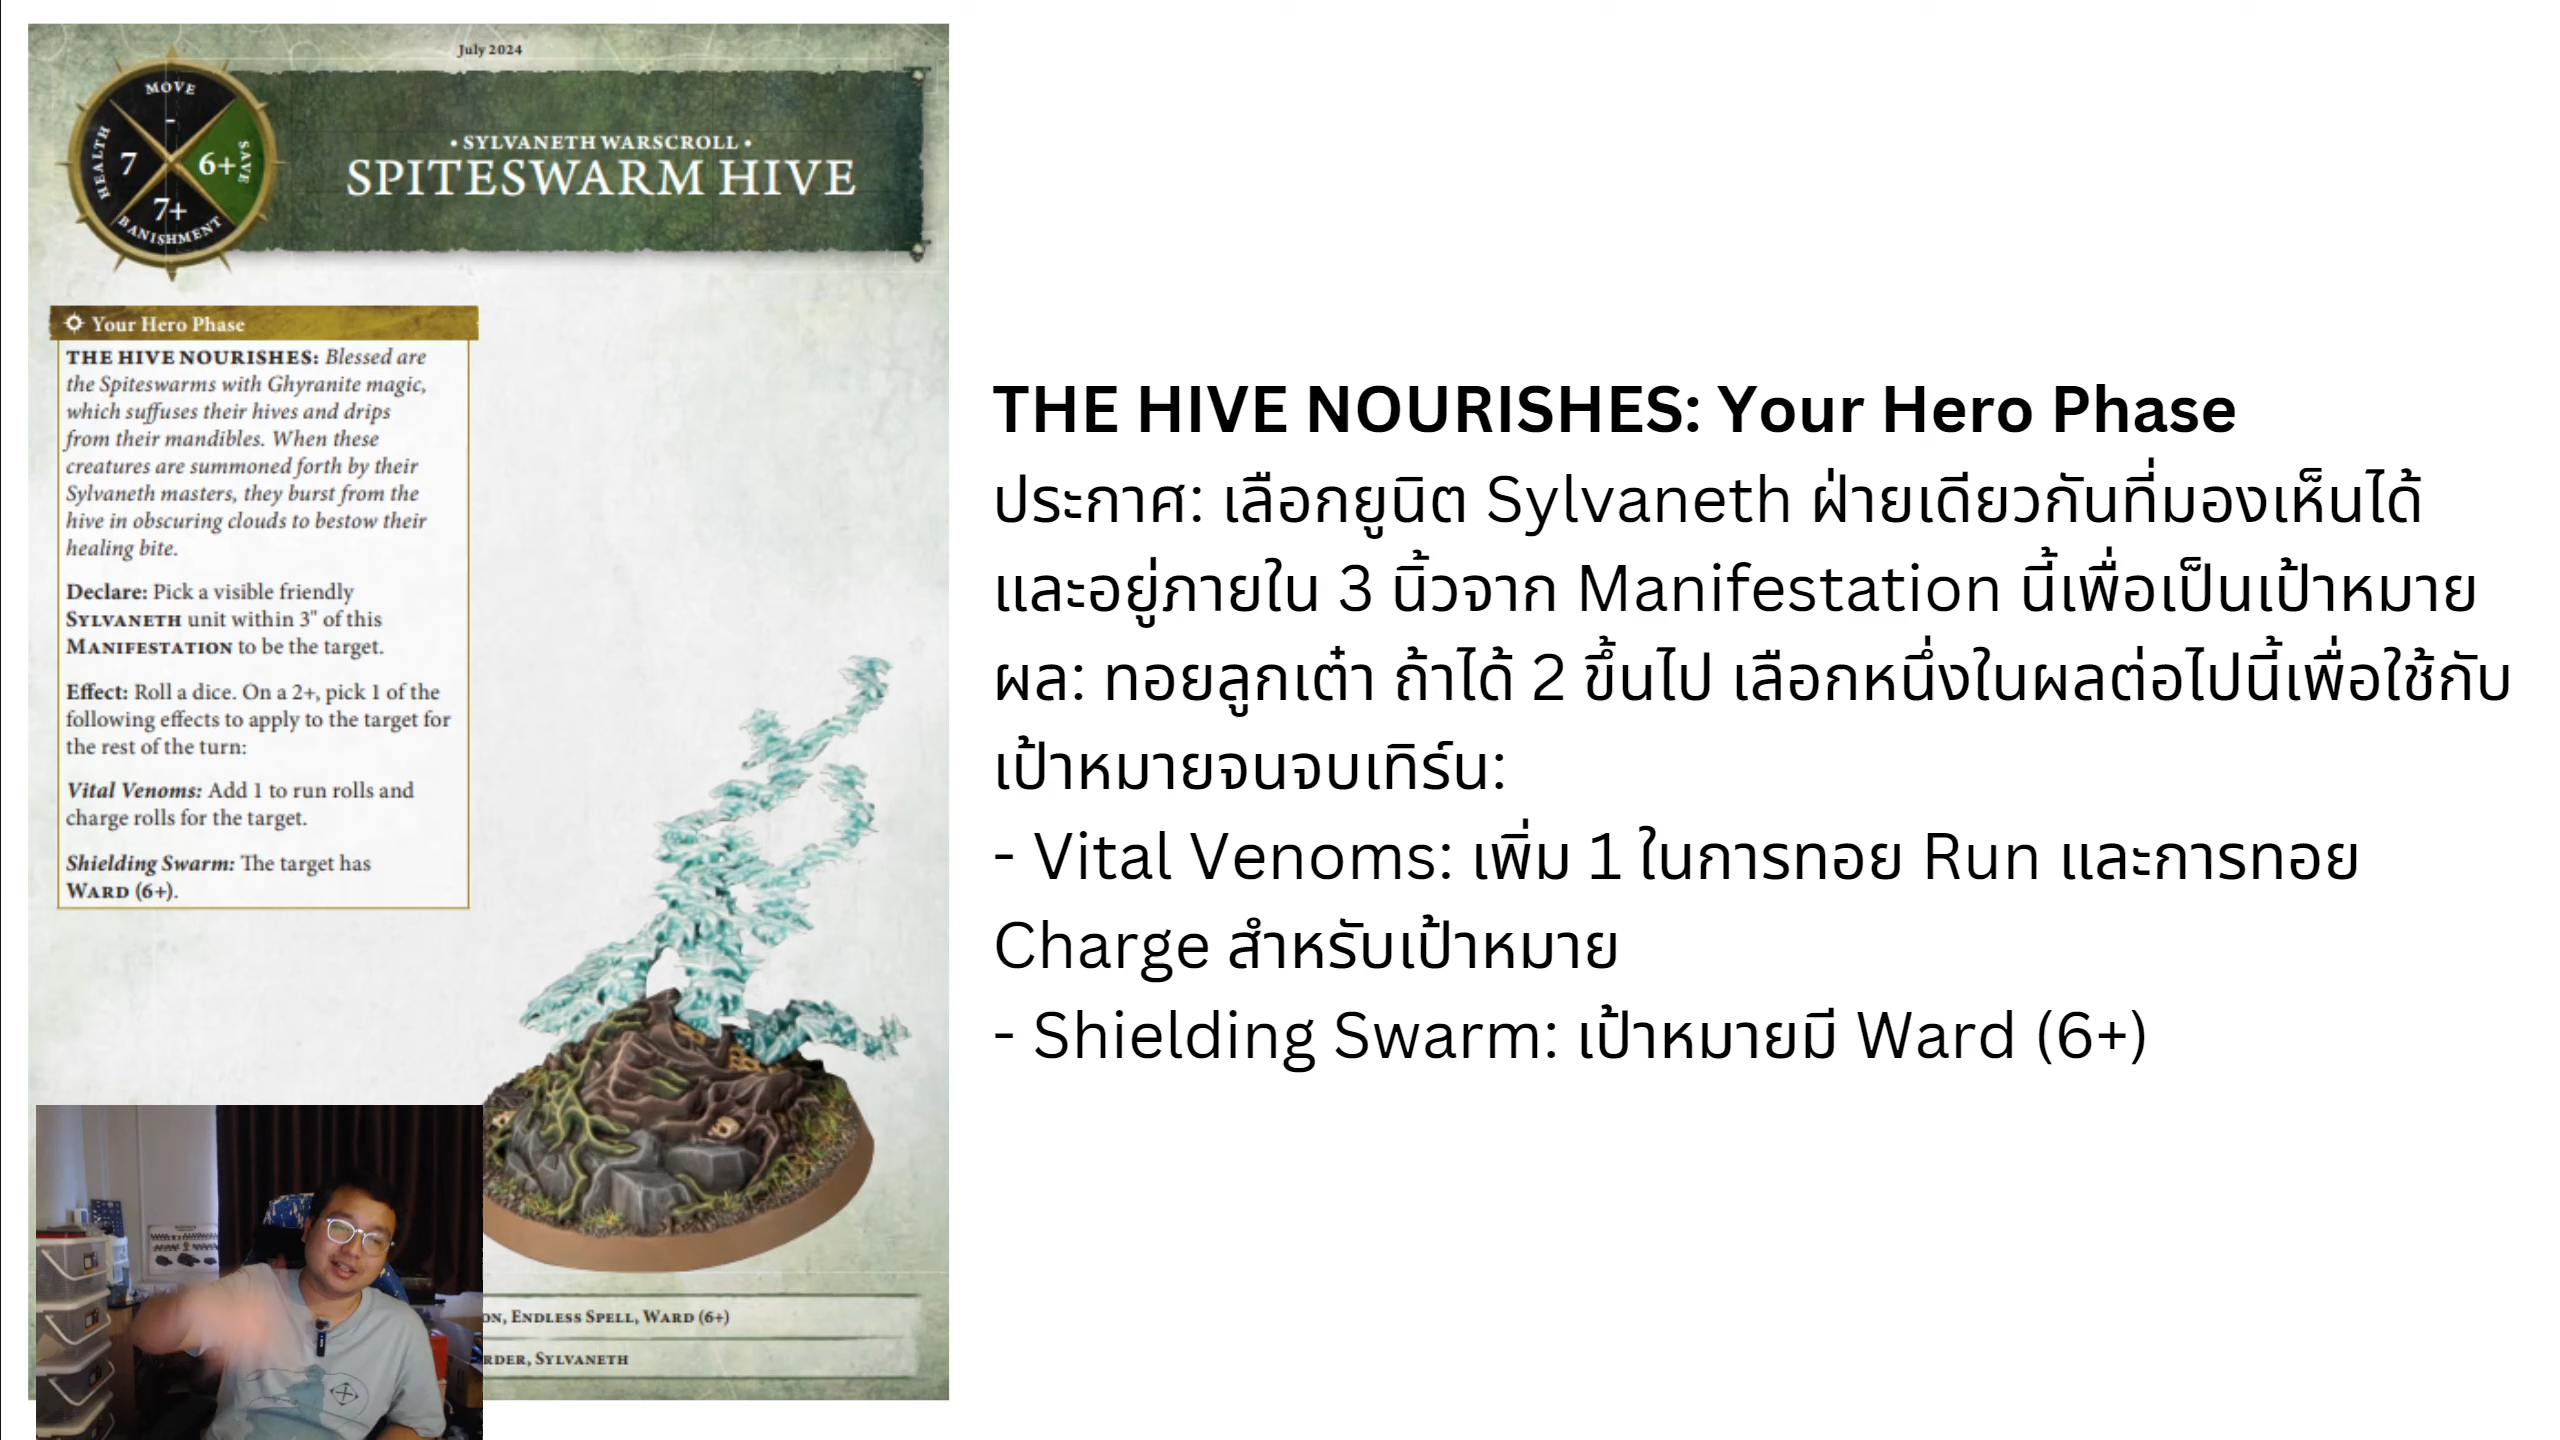 July 2024
MOVE
-
HEALTH
7
6+
SAVE
7+
BANISHMENT
• SYLVANETH WARSCROLL •
SPITESWARM HIVE
Your Hero Phase
THE HIVE NOURISHES: Blessed are
the Spiteswarms with Ghyranite magic,
which suffuses their hives and drips
from their mandibles. When these
creatures are summoned forth by their
Sylvaneth masters, they burst from the
hive in obscuring clouds to bestow their
healing bite.
Declare: Pick a visible friendly
SYLVANETH unit within 3" of this
MANIFESTATION to be the target.
Effect: Roll a dice. On a 2+, pick 1 of the
following effects to apply to the target for
the rest of the turn:
Vital Venoms: Add 1 to run rolls and
charge rolls for the target.
Shielding Swarm: The target has
WARD (6+).
ON, ENDLESS SPELL, WARD (6+)
RDER, SYLVANETH
THE HIVE NOURISHES: Your Hero Phase
ประกาศ: เลือกยูนิต Sylvaneth ฝ่ายเดียวกันที่มองเห็นได้
และอยู่ภายใน 3 นิ้วจาก Manifestation นี้เพื่อเป็นเป้าหมาย
ผล: ทอยลูกเต๋า ถ้าได้ 2 ขึ้นไป เลือกหนึ่งในผลต่อไปนี้เพื่อใช้กับ
เป้าหมายจนจบเทิร์น:
- Vital Venoms: เพิ่ม 1 ในการทอย Run และการทอย
Charge สำหรับเป้าหมาย
- Shielding Swarm: เป้าหมายมี Ward (6+)